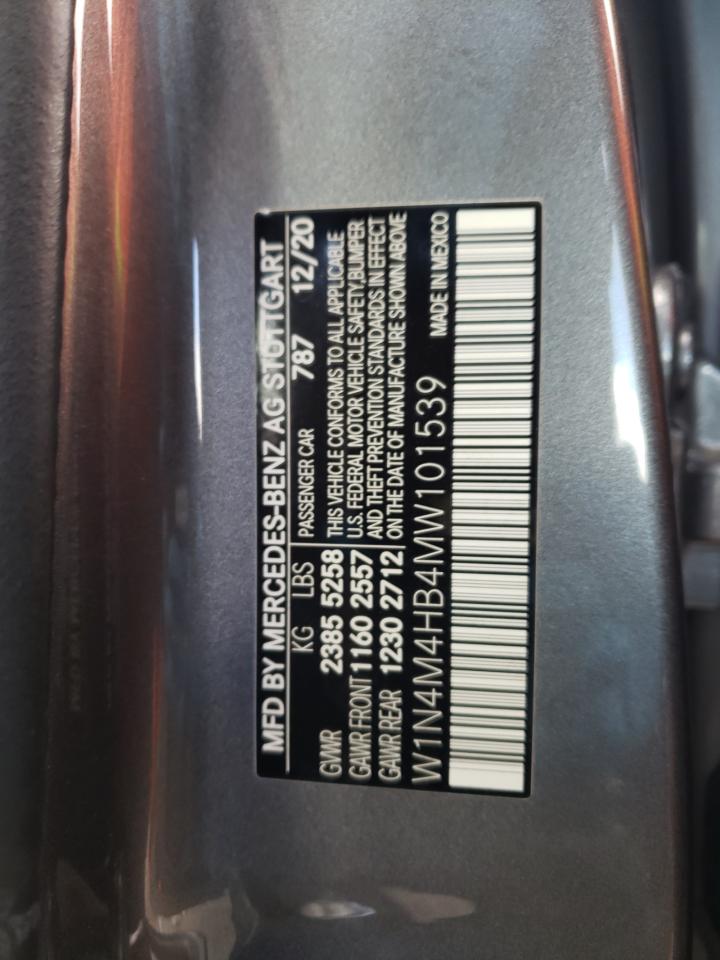 MFD BY MERCEDES-BENZ AG STUTTGART
KG LBS PASSENGER CAR 787 12/20
GVWR 2385 5258 THIS VEHICLE CONFORMS TO ALL APPLICABLE
GAWR FRONT 1160 2557 U.S. FEDERAL MOTOR VEHICLE SAFETY, BUMPER
GAWR REAR 1230 2712 AND THEFT PREVENTION STANDARDS IN EFFECT
ON THE DATE OF MANUFACTURE SHOWN ABOVE
W1N4M4HB4MW101539 MADE IN MEXICO